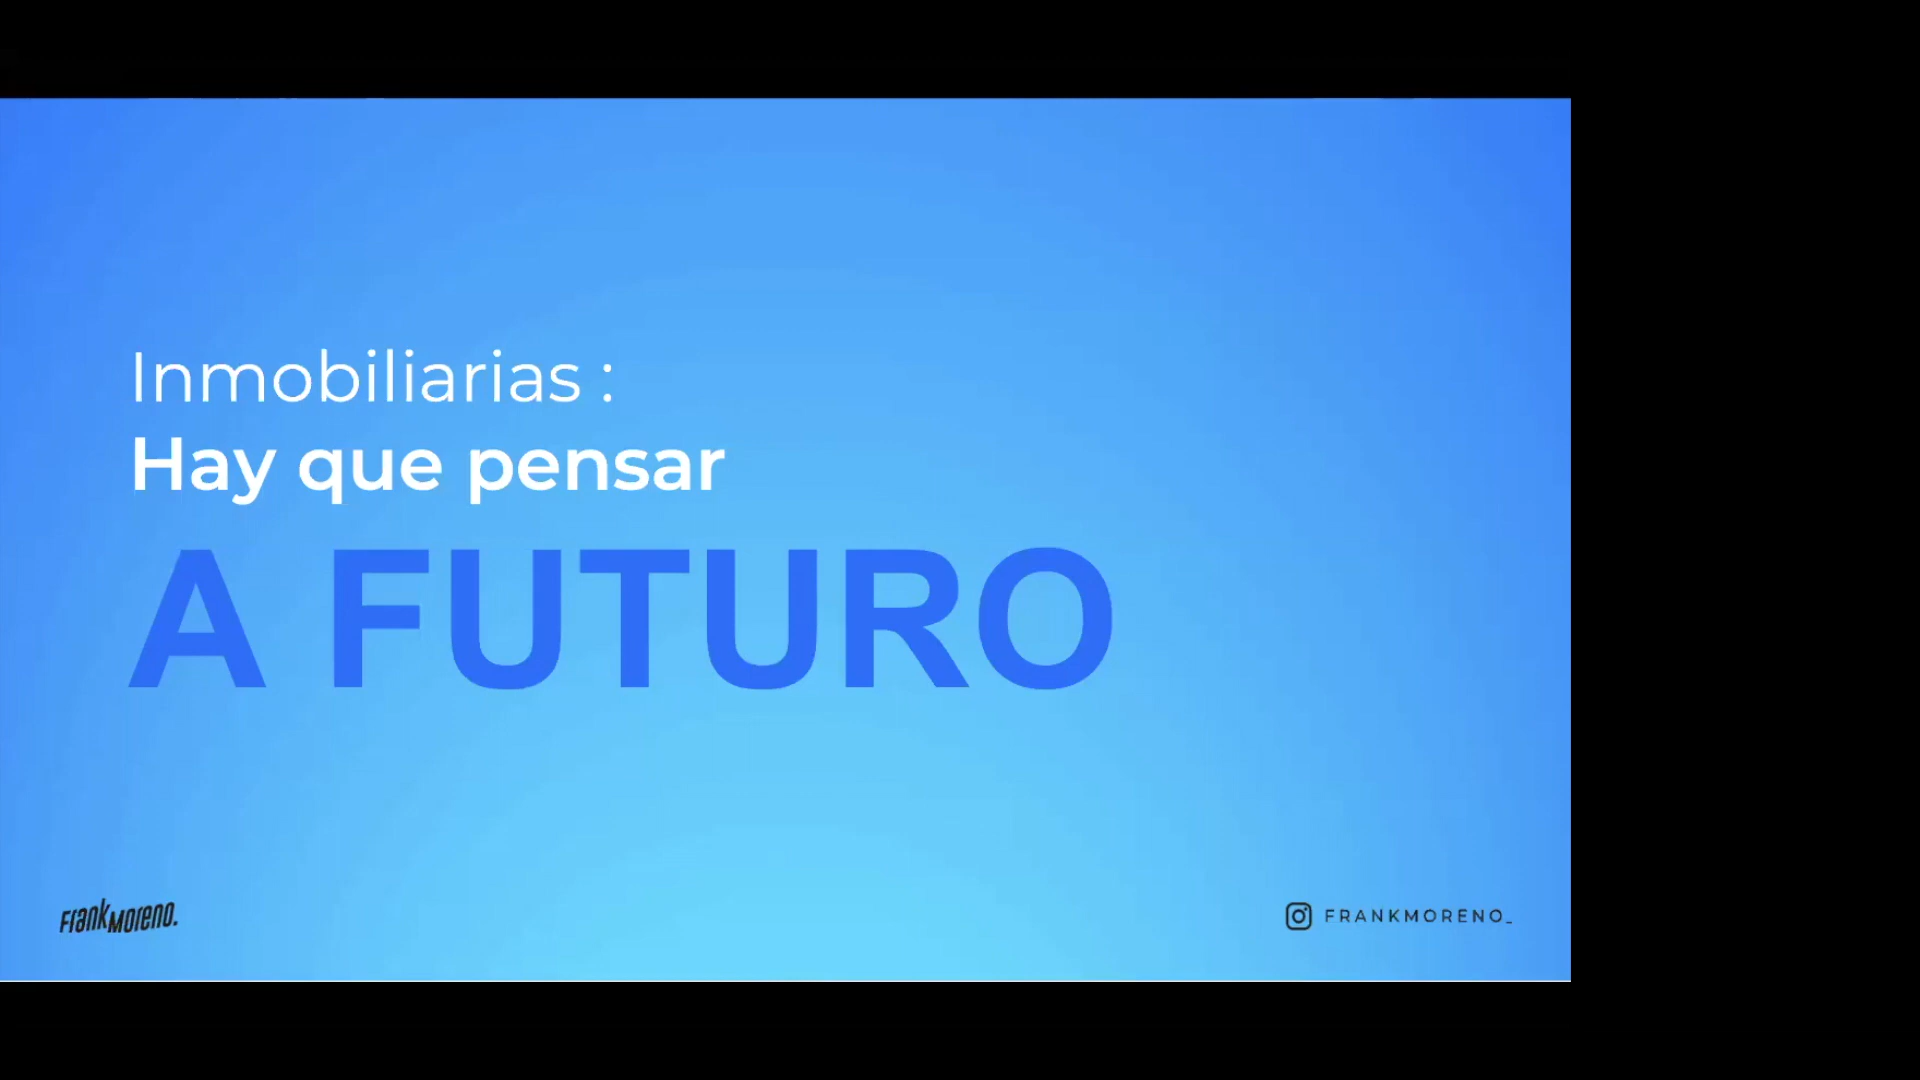 Inmobiliarias :
Hay que pensar
A FUTURO
FrankMoreno.
FRANKMORENO_